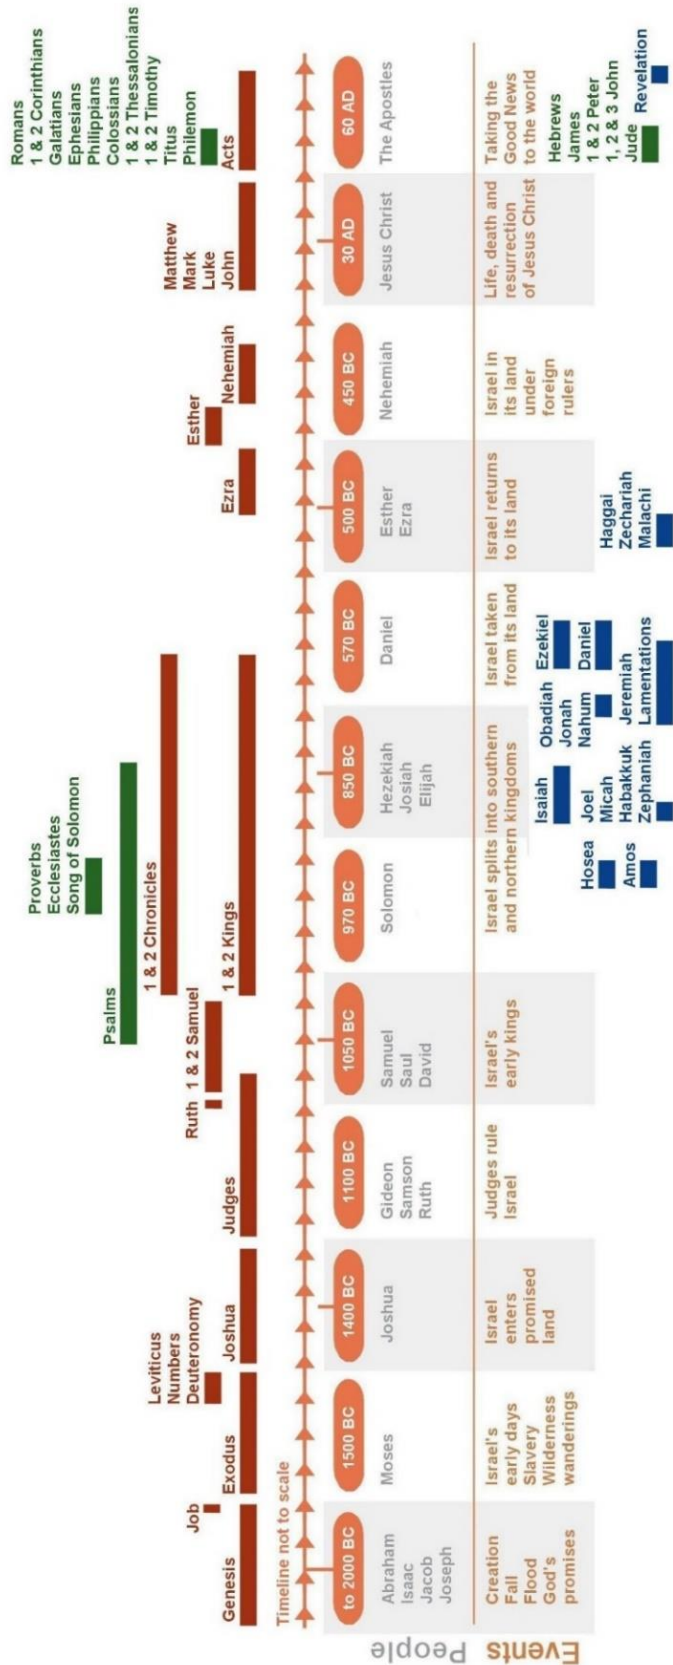 Proverbs
Ecclesiastes
Song of Solomon
Psalms
1 & 2 Chronicles
Job
Leviticus
Numbers
Deuteronomy
Ruth
1 & 2 Samuel
Esther
Genesis
Exodus
Joshua
Judges
1 & 2 Kings
Ezra
Nehemiah
Matthew
Mark
Luke
John
Romans
1 & 2 Corinthians
Galatians
Ephesians
Philippians
Colossians
1 & 2 Thessalonians
1 & 2 Timothy
Titus
Philemon
Acts
Timeline not to scale
to 2000 BC
1500 BC
1400 BC
1100 BC
1050 BC
970 BC
850 BC
570 BC
500 BC
450 BC
30 AD
60 AD
People
Abraham
Isaac
Jacob
Joseph
Moses
Joshua
Gideon
Samson
Ruth
Samuel
Saul
David
Solomon
Hezekiah
Josiah
Elijah
Daniel
Esther
Ezra
Nehemiah
Jesus Christ
The Apostles
Events
Creation
Fall
Flood
God's
promises
Israel's
early days
Slavery
Wilderness
wanderings
Israel
enters
promised
land
Judges rule
Israel
Israel's
early kings
Israel splits into southern
and northern kingdoms
Israel taken
from its land
Israel returns
to its land
Israel in
its land
under
foreign
rulers
Life, death and
resurrection
of Jesus Christ
Taking the
Good News
to the world
Hosea
Amos
Isaiah
Joel
Micah
Habakkuk
Zephaniah
Obadiah
Jonah
Nahum
Jeremiah
Lamentations
Ezekiel
Daniel
Haggai
Zechariah
Malachi
Hebrews
James
1 & 2 Peter
1, 2 & 3 John
Jude
Revelation